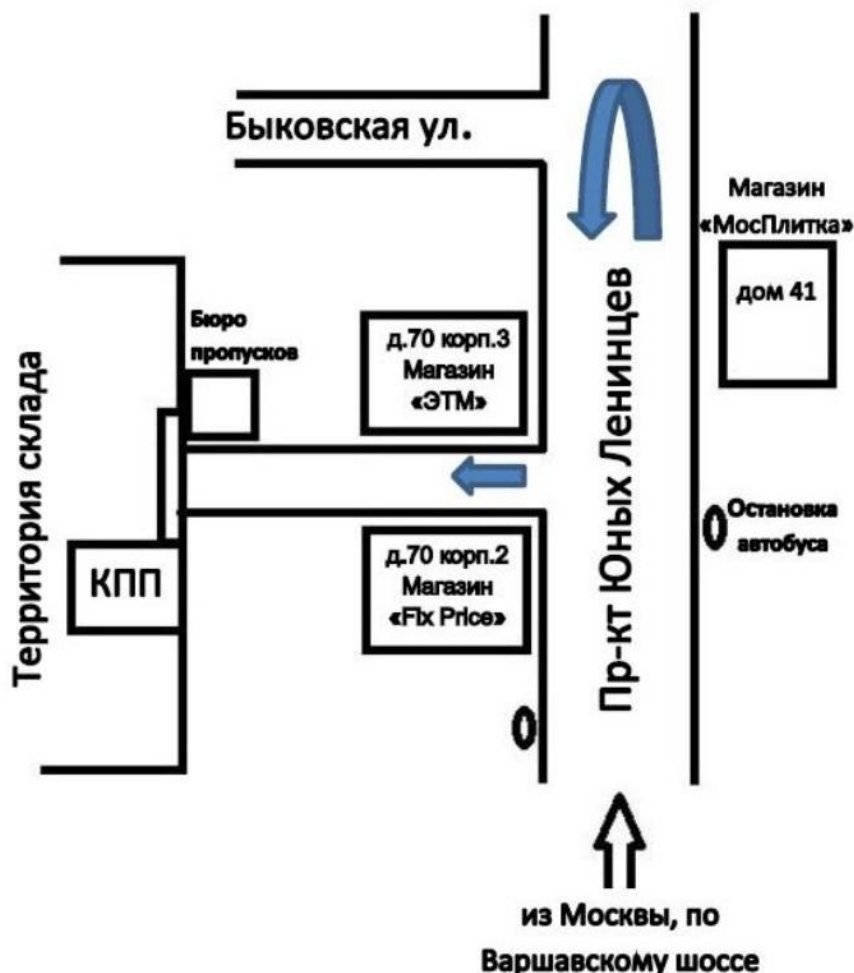 Быковская ул.
Магазин
«МосПлитка»
дом 41
Бюро
пропусков
д.70 корп.3
Магазин
«ЭТМ»
Территория склада
Пр-кт Юных Ленинцев
Остановка
автобуса
КПП
д.70 корп.2
Магазин
«Fix Price»
из Москвы, по
Варшавскому шоссе